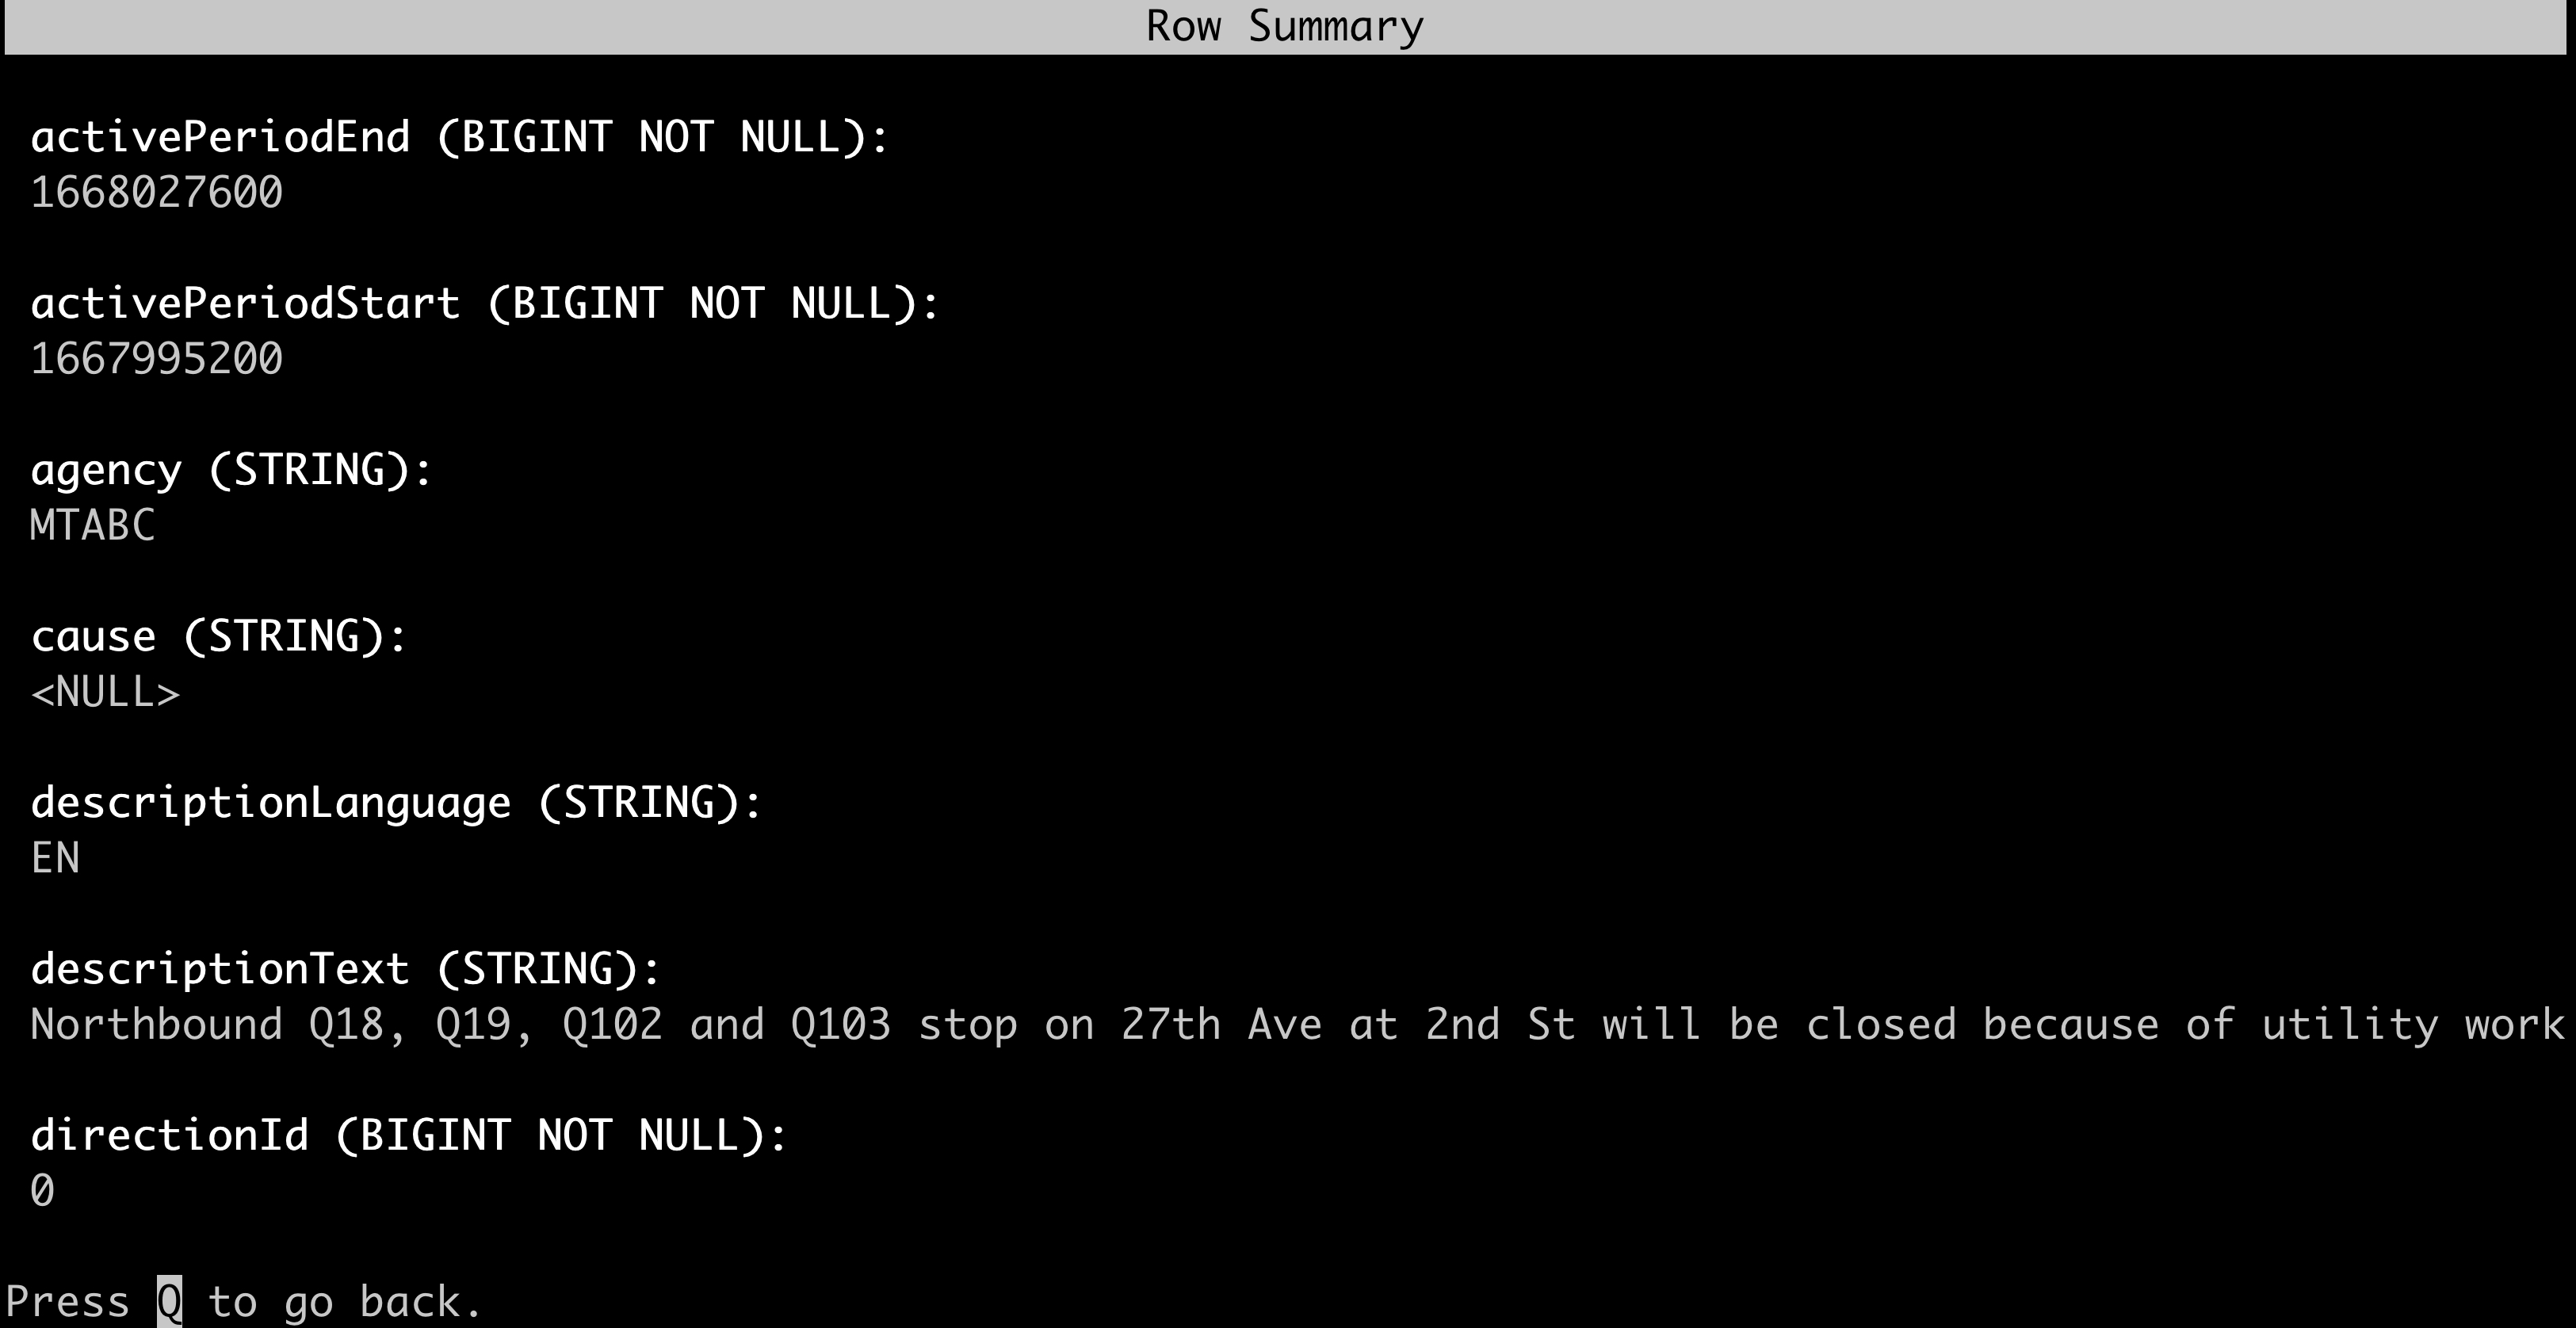 Row Summary
activePeriodEnd (BIGINT NOT NULL):
1668027600
activePeriodStart (BIGINT NOT NULL):
1667995200
agency (STRING):
MTABC
cause (STRING):
<NULL>
descriptionLanguage (STRING):
EN
descriptionText (STRING):
Northbound Q18, Q19, Q102 and Q103 stop on 27th Ave at 2nd St will be closed because of utility work
directionId (BIGINT NOT NULL):
0
Press Q to go back.